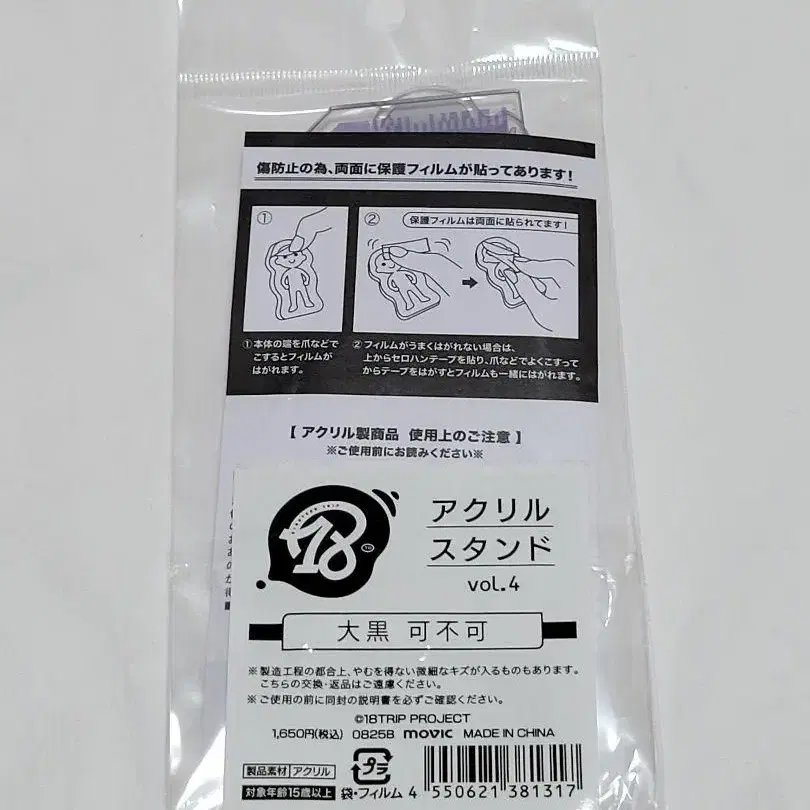 傷防止の為、両面に保護フィルムが貼ってあります!
①
②
保護フィルムは両面に貼られてます!
①本体の端を爪などで
こするとフィルムが
はがれます。
②フィルムがうまくはがれない場合は、
上からセロハンテープを貼り、爪などでよくこすって
からテープをはがすとフィルムも一緒にはがれます。
【 アクリル製商品 使用上のご注意 】
※ご使用前にお読みください※
18
アクリル
スタンド
vol.4
大黒 可不可
※製造工程の都合上、やむを得ない微細なキズが入るものもあります。
こちらの交換・返品はご遠慮ください。
※ご使用の前に同封の説明書を必ずご確認ください。
©18TRIP PROJECT
1,650円(税込) 0825B movic MADE IN CHINA
製品素材 アクリル
対象年齢15歳以上
プラ
袋・フィルム
4 550621 381317